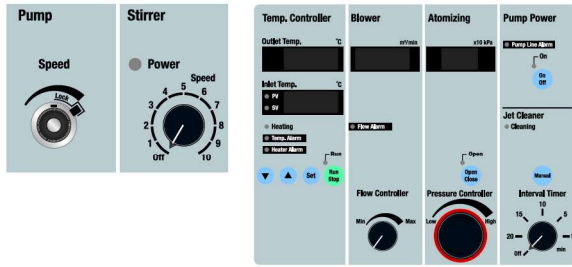 Pump
Speed
Lock
Stirrer
Power
Speed
Off 1 2 3 4 5 6 7 8 9 10
Temp. Controller
Outlet Temp. °C
Inlet Temp. °C
PV
SV
Heating
Temp. Alarm
Heater Alarm
Run
Set
Run
Stop
Blower
m³/min
Flow Alarm
Flow Controller
Min Max
Atomizing
x10 kPa
Open
Open
Close
Pressure Controller
Low High
Pump Power
Pump Line Alarm
On
On
Off
Jet Cleaner
Cleaning
Manual
Interval Timer
10
15 5
20
Off min